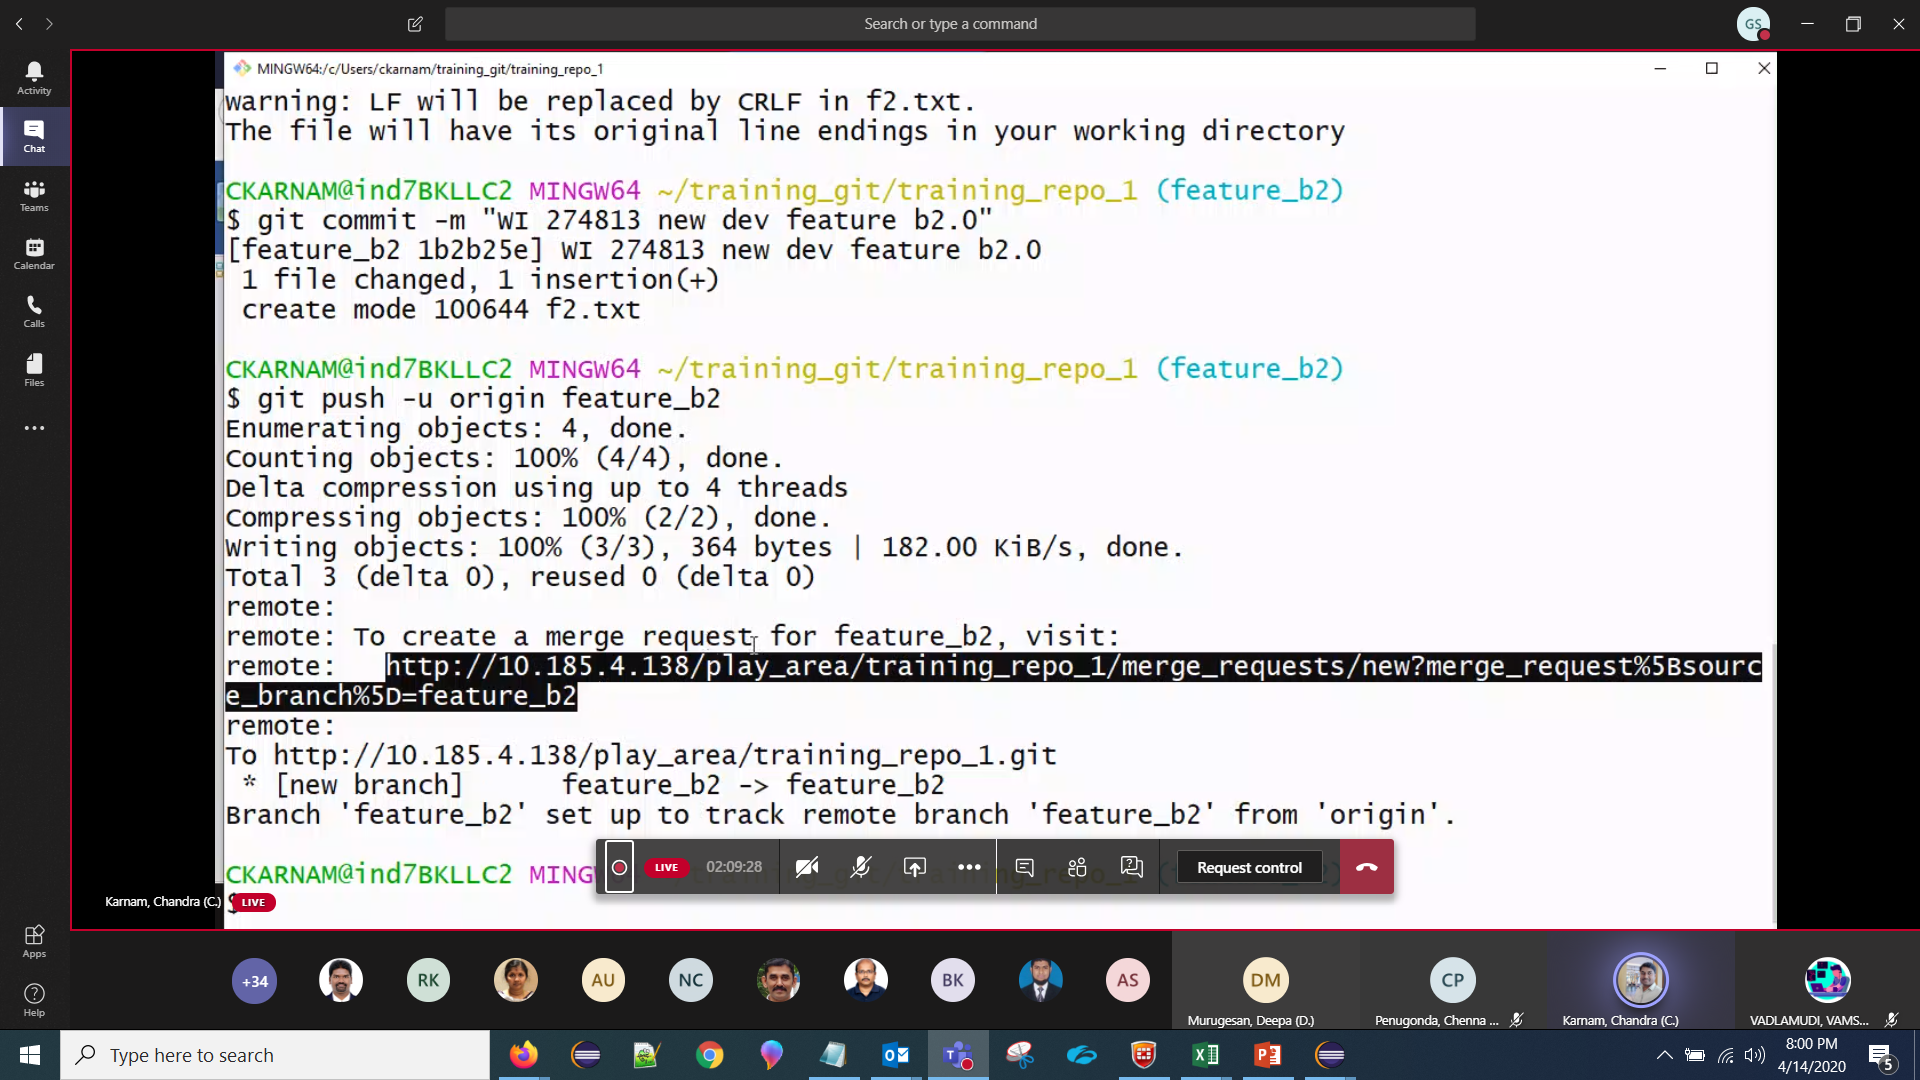 Search or type a command
GS
Activity
Chat
Teams
Calendar
Calls
Files
Apps
Help
MINGW64:/c/Users/ckarnam/training_git/training_repo_1
warning: LF will be replaced by CRLF in f2.txt.
The file will have its original line endings in your working directory
CKARNAM@ind7BKLLC2 MINGW64 ~/training_git/training_repo_1 (feature_b2)
$ git commit -m "WI 274813 new dev feature b2.0"
[feature_b2 1b2b25e] WI 274813 new dev feature b2.0
1 file changed, 1 insertion(+)
create mode 100644 f2.txt
CKARNAM@ind7BKLLC2 MINGW64 ~/training_git/training_repo_1 (feature_b2)
$ git push -u origin feature_b2
Enumerating objects: 4, done.
Counting objects: 100% (4/4), done.
Delta compression using up to 4 threads
Compressing objects: 100% (2/2), done.
Writing objects: 100% (3/3), 364 bytes | 182.00 KiB/s, done.
Total 3 (delta 0), reused 0 (delta 0)
remote:
remote: To create a merge request for feature_b2, visit:
remote:   http://10.185.4.138/play_area/training_repo_1/merge_requests/new?merge_request%5Bsourc
e_branch%5D=feature_b2
remote:
To http://10.185.4.138/play_area/training_repo_1.git
* [new branch]      feature_b2 -> feature_b2
Branch 'feature_b2' set up to track remote branch 'feature_b2' from 'origin'.
CKARNAM@ind7BKLLC2 MING
LIVE 02:09:28 Request control
Karnam, Chandra (C.) LIVE
+34 RK AU NC BK AS DM CP
Murugesan, Deepa (D.) Penugonda, Chenna ... Karnam, Chandra (C.) VADLAMUDI, VAMS...
Type here to search
8:00 PM
4/14/2020
5